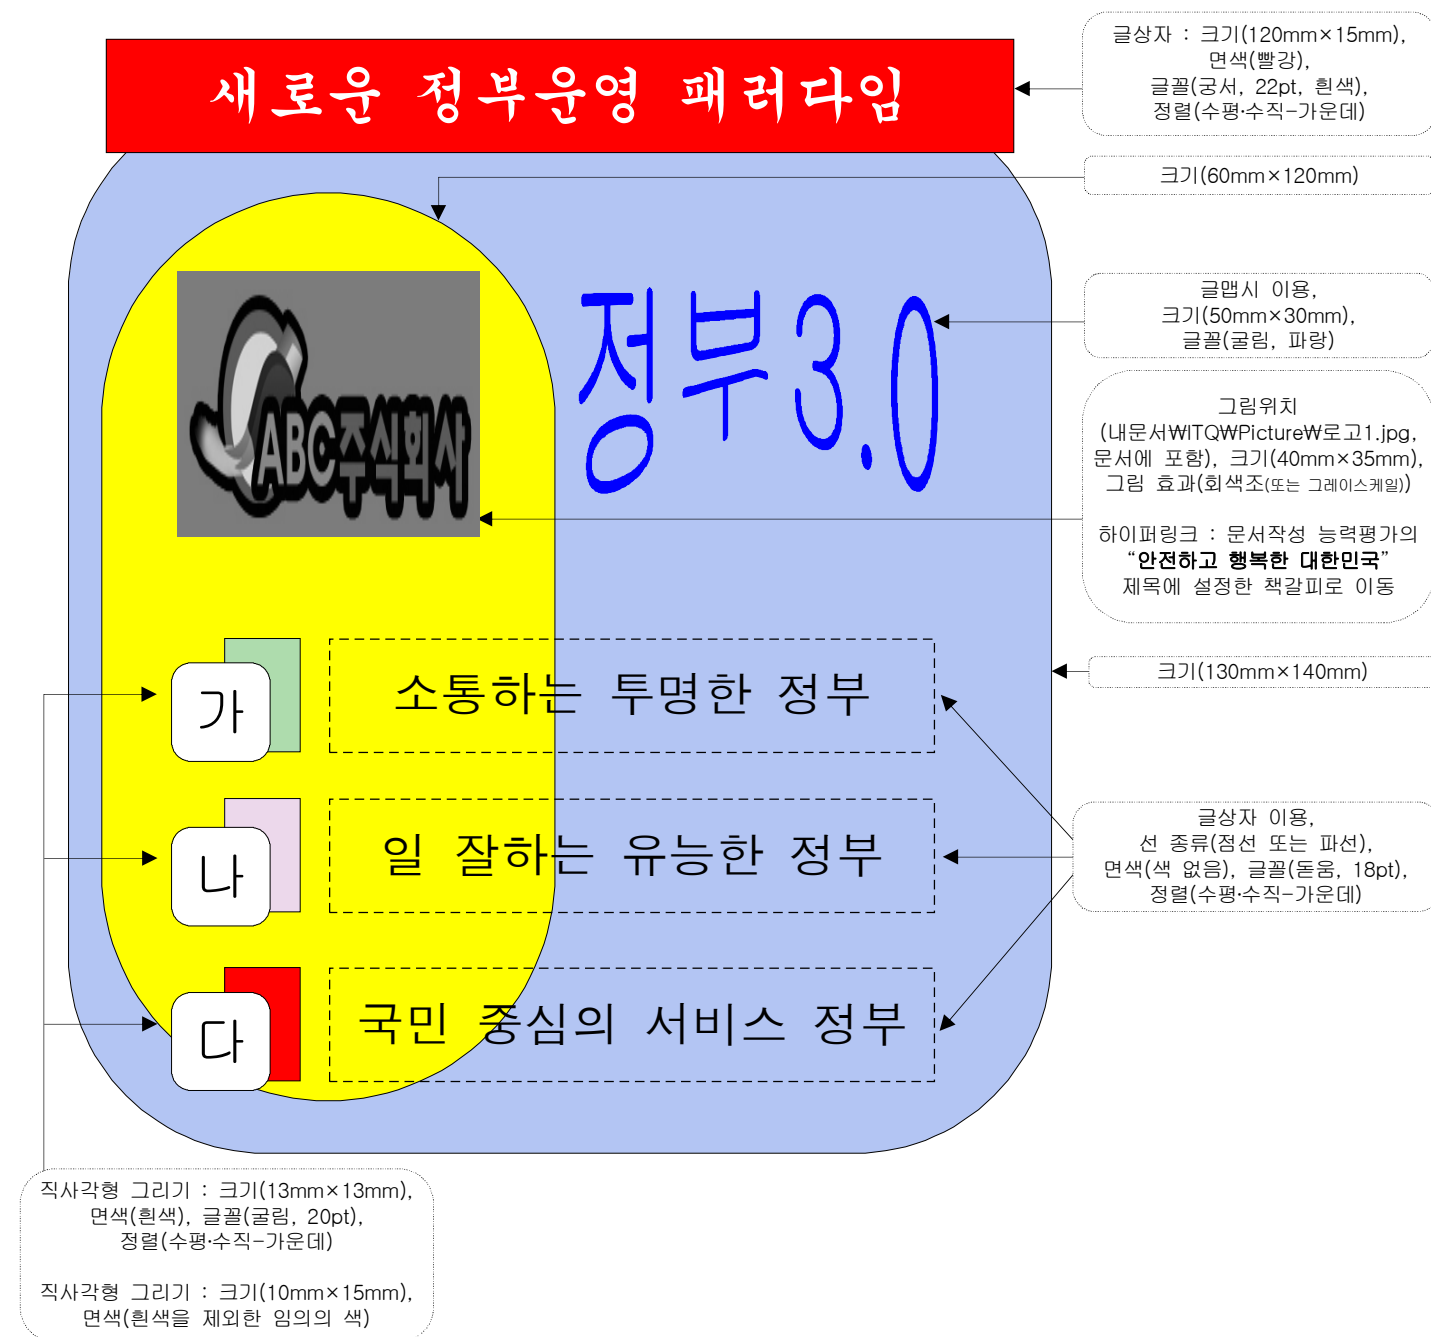 새로운 정부운영 패러다임
글상자 : 크기(120mm×15mm),
면색(빨강),
글꼴(궁서, 22pt, 흰색),
정렬(수평·수직-가운데)
크기(60mm×120mm)
정부3.0
글맵시 이용,
크기(50mm×30mm),
글꼴(굴림, 파랑)
ABC주식회사
그림위치
(내문서₩ITQ₩Picture₩로고1.jpg,
문서에 포함), 크기(40mm×35mm),
그림 효과(회색조(또는 그레이스케일))
하이퍼링크 : 문서작성 능력평가의
“안전하고 행복한 대한민국”
제목에 설정한 책갈피로 이동
크기(130mm×140mm)
가
소통하는 투명한 정부
나
일 잘하는 유능한 정부
글상자 이용,
선 종류(점선 또는 파선),
면색(색 없음), 글꼴(돋움, 18pt),
정렬(수평·수직-가운데)
다
국민 중심의 서비스 정부
직사각형 그리기 : 크기(13mm×13mm),
면색(흰색), 글꼴(굴림, 20pt),
정렬(수평·수직-가운데)
직사각형 그리기 : 크기(10mm×15mm),
면색(흰색을 제외한 임의의 색)